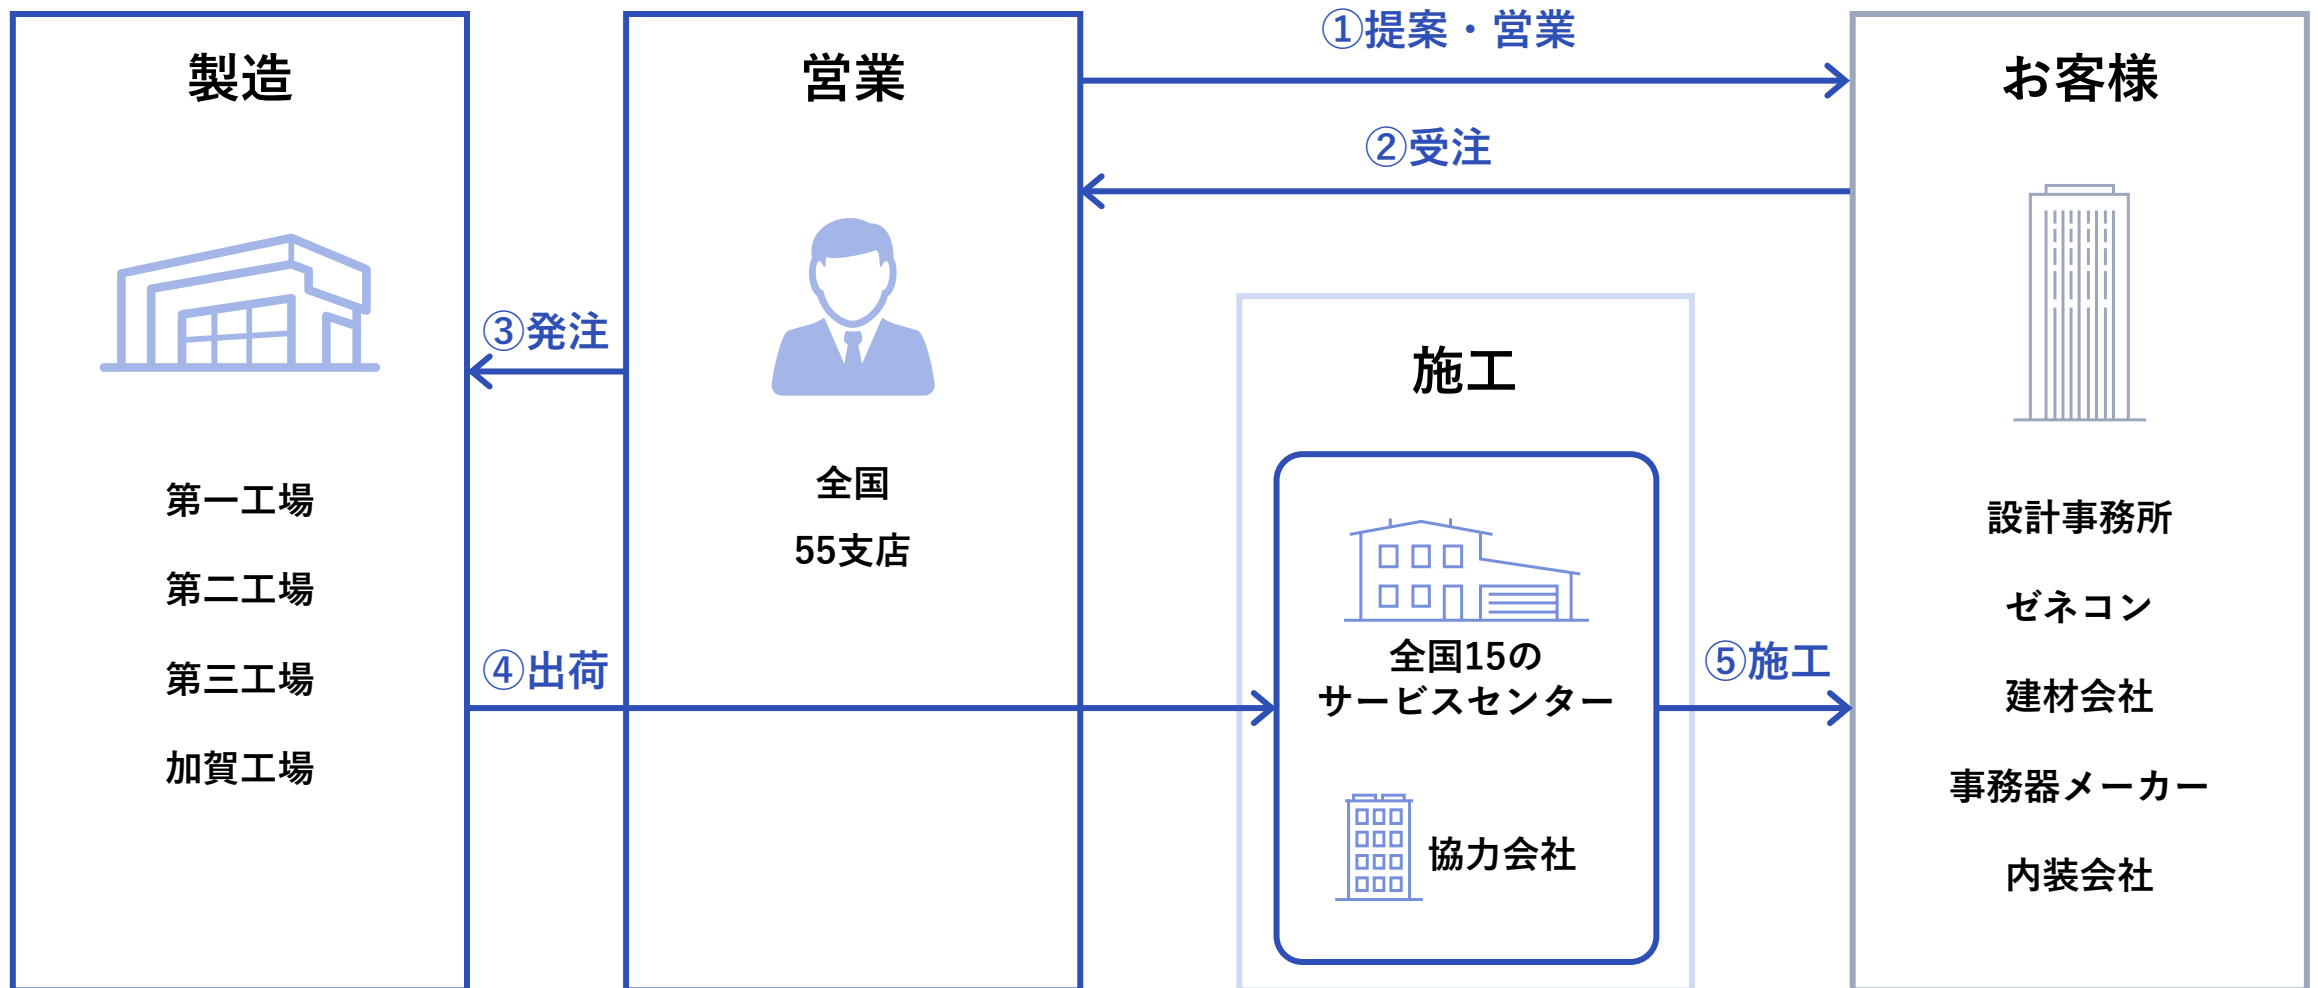 製造
第一工場
第二工場
第三工場
加賀工場
③発注
④出荷
営業
全国
55支店
①提案・営業
②受注
施工
全国15の
サービスセンター
協力会社
⑤施工
お客様
設計事務所
ゼネコン
建材会社
事務器メーカー
内装会社